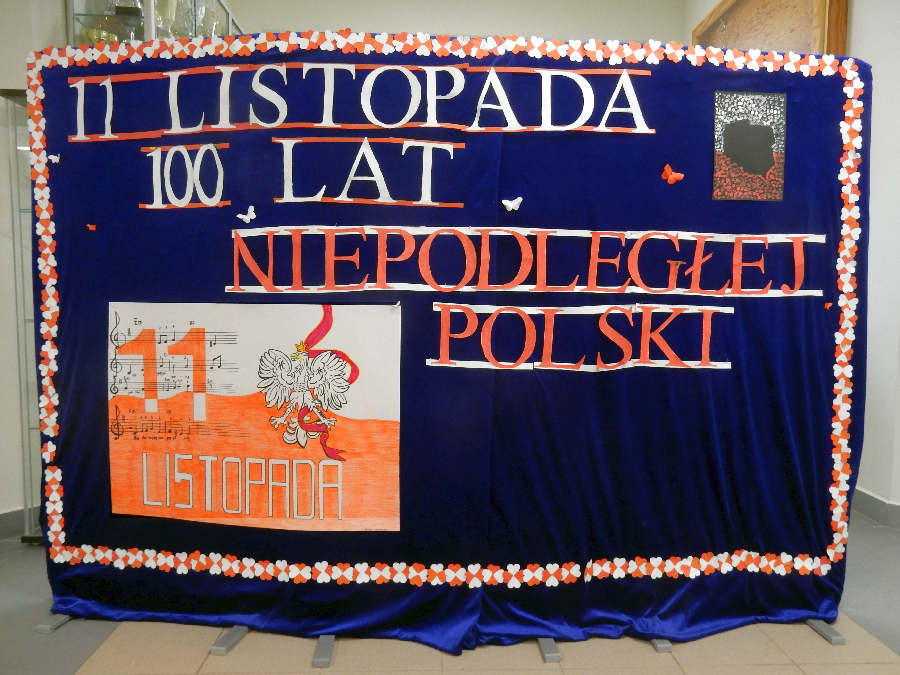 11 LISTOPADA
100 LAT
NIEPODLEGŁEJ
POLSKI
11
LISTOPADA